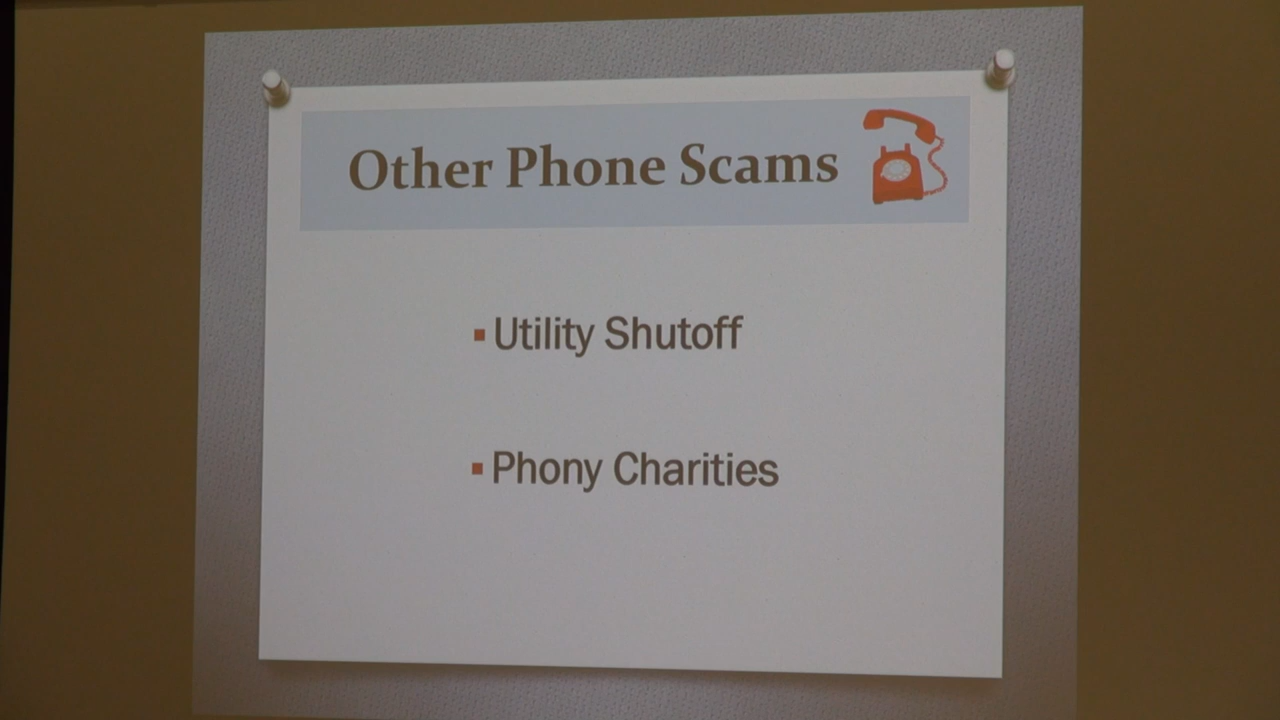 Other Phone Scams
▪ Utility Shutoff
▪ Phony Charities